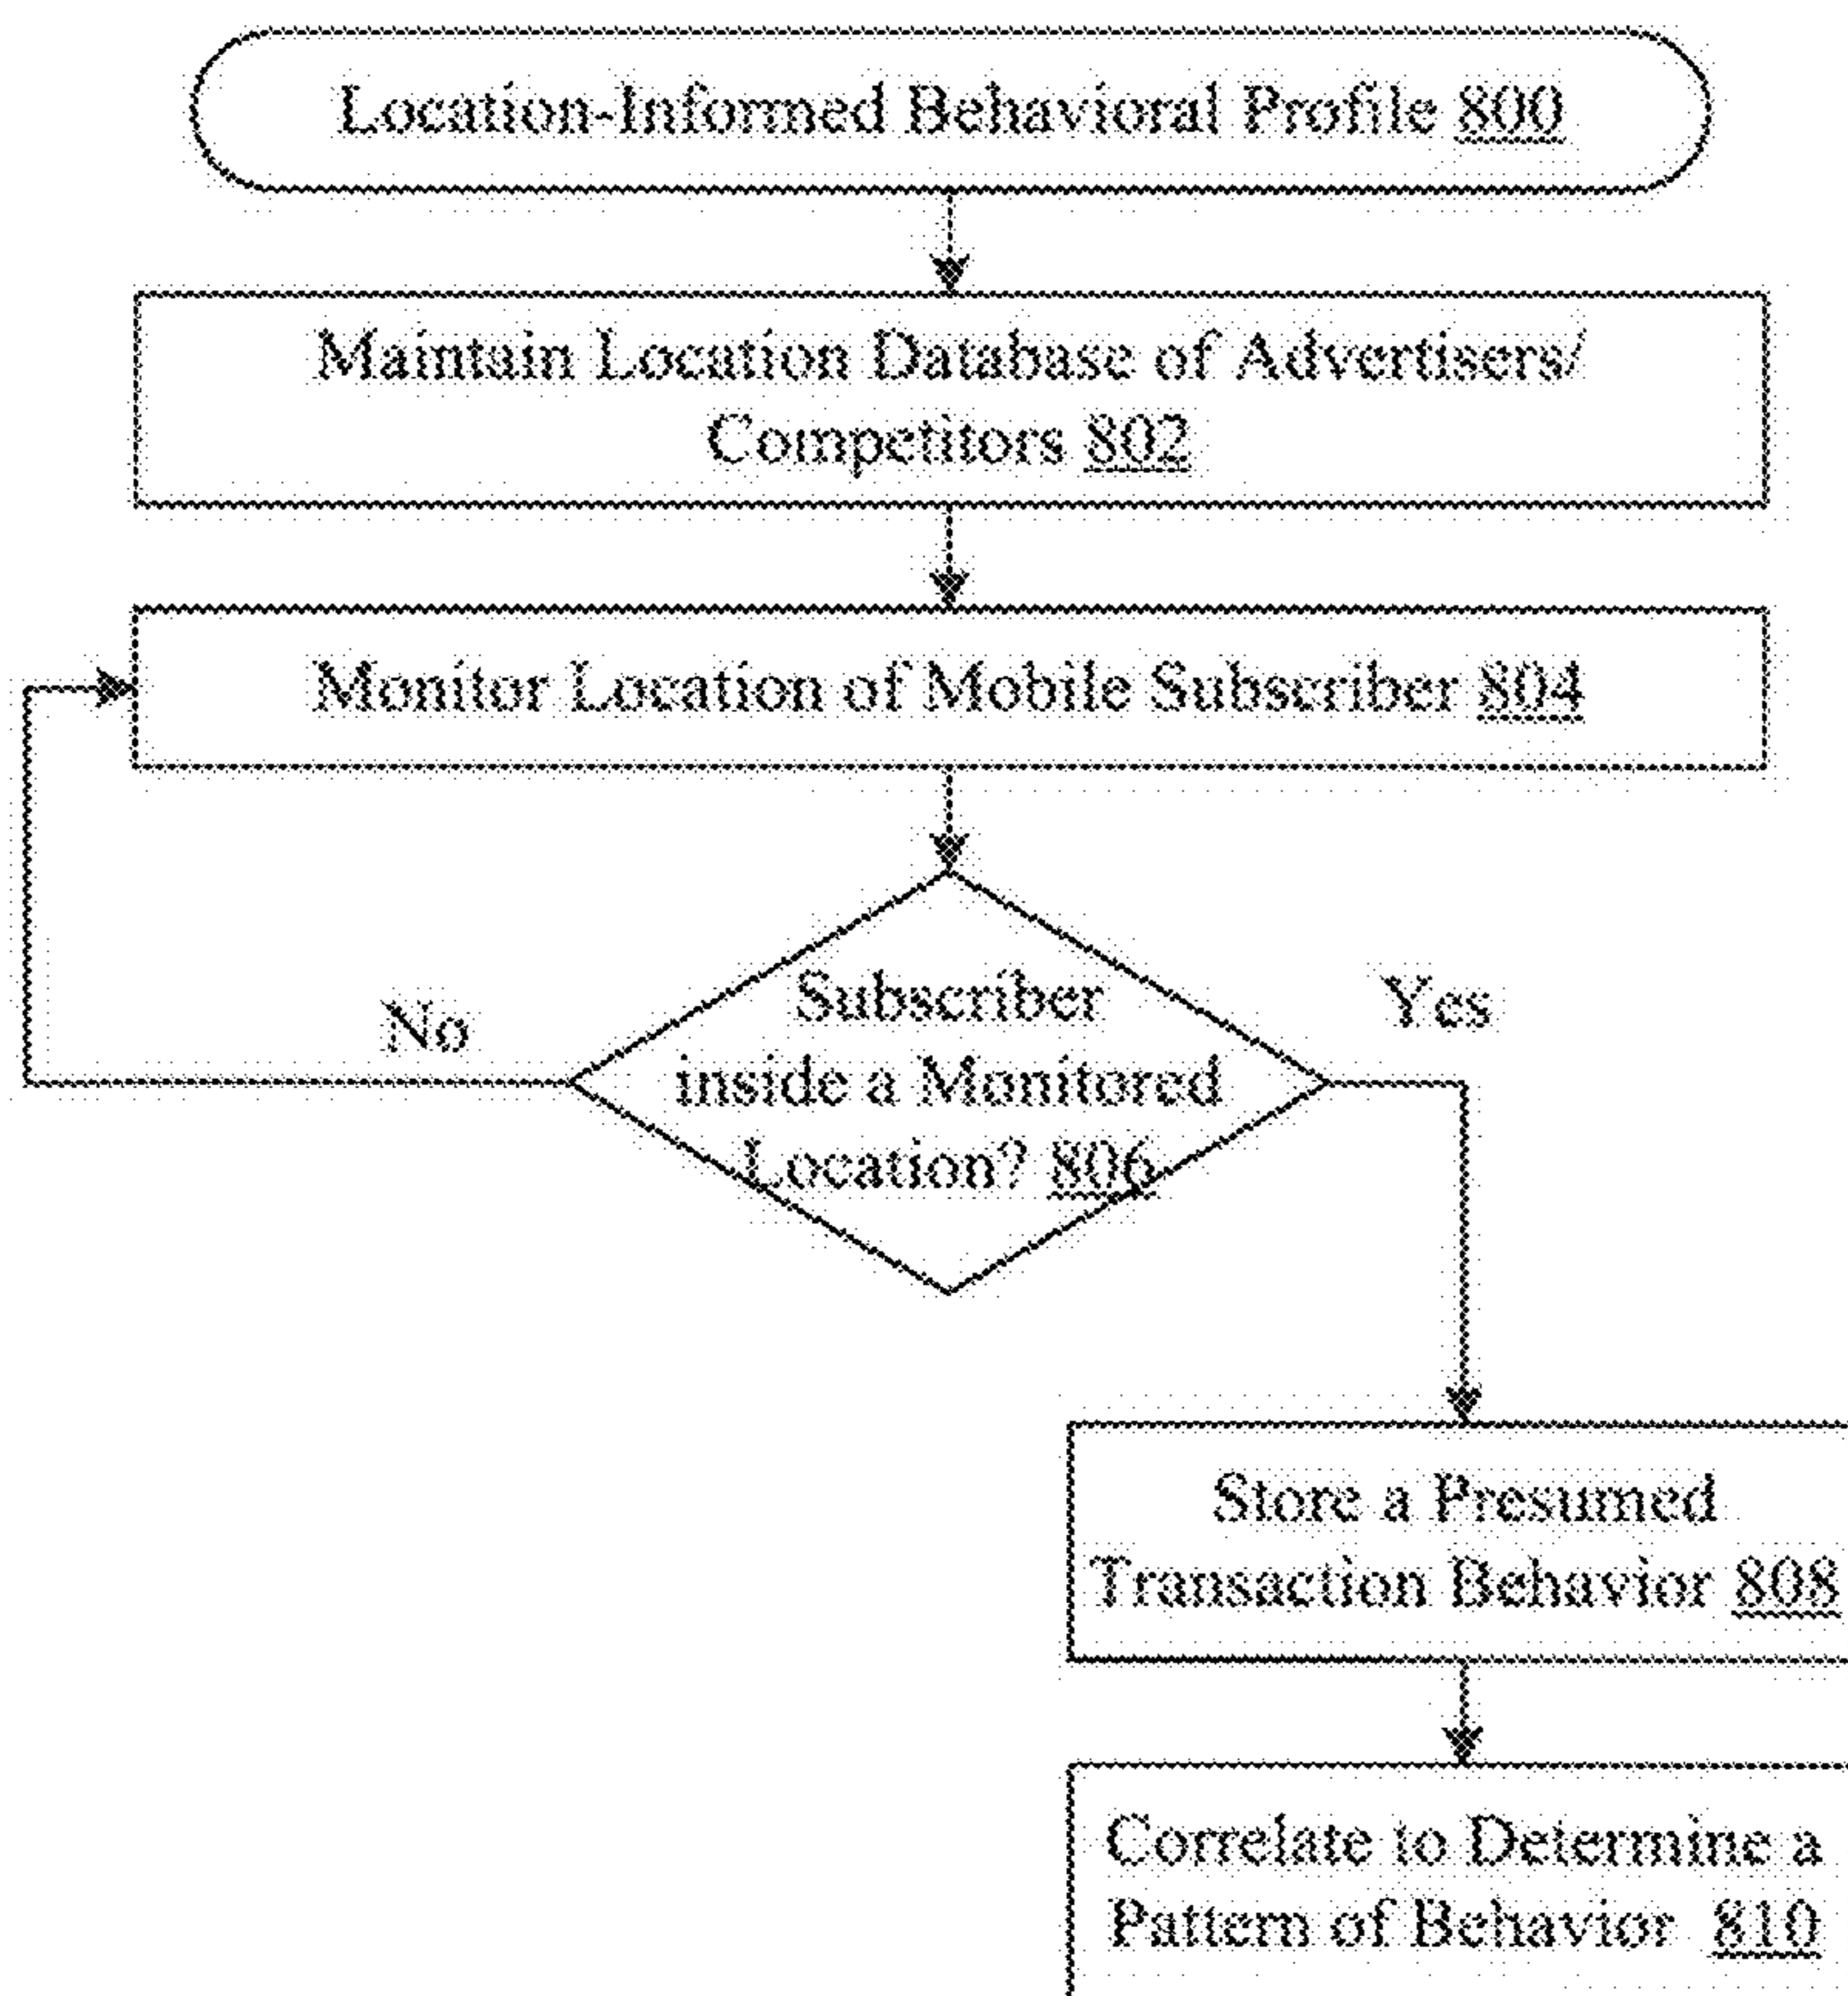 Location-Informed Behavioral Profile 800
Maintain Location Database of Advertisers/
Competitors 802
Monitor Location of Mobile Subscriber 804
Subscriber
inside a Monitored
Location? 806
No
Yes
Store a Presumed
Transaction Behavior 808
Correlate to Determine a
Pattern of Behavior 810